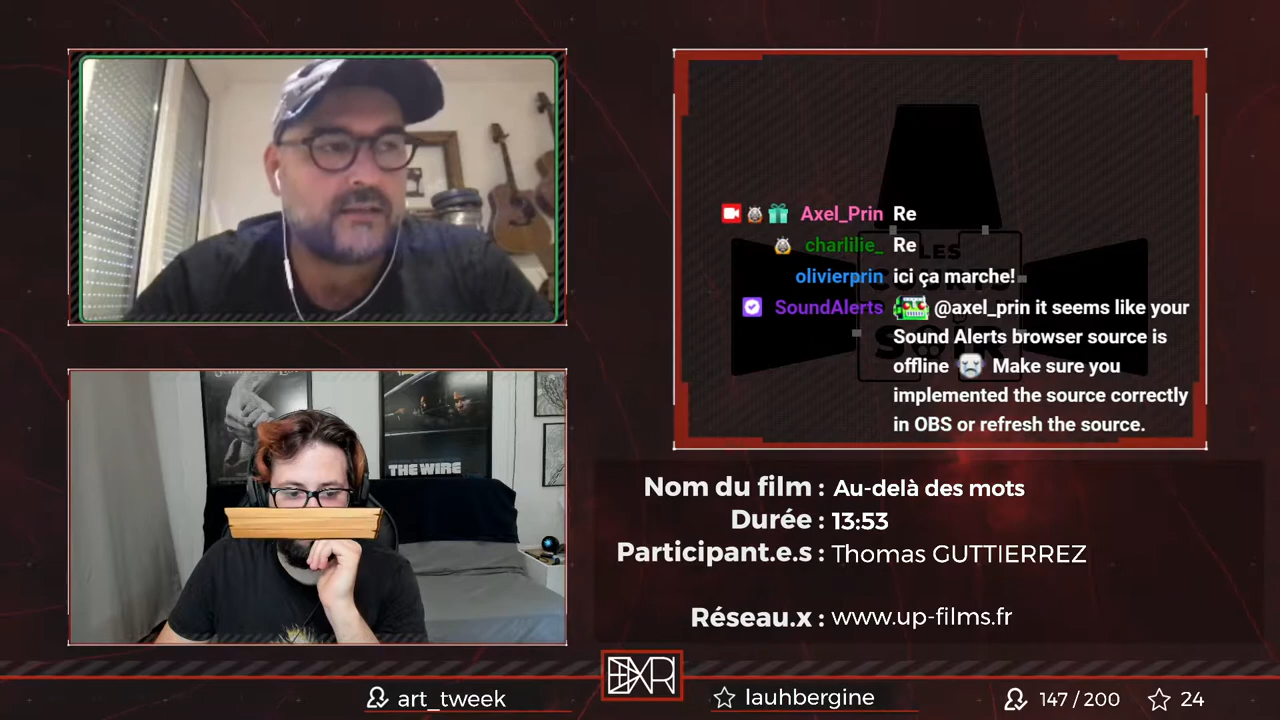 Axel_Prin Re
charlilie_ Re
olivierprin ici ça marche!
SoundAlerts @axel_prin it seems like your
Sound Alerts browser source is
offline Make sure you
implemented the source correctly
in OBS or refresh the source.
LES
THE WIRE
Nom du film : Au-delà des mots
Durée : 13:53
Participant.e.s : Thomas GUTTIERREZ
Réseau.x : www.up-films.fr
art_tweek
lauhbergine
147 / 200
24